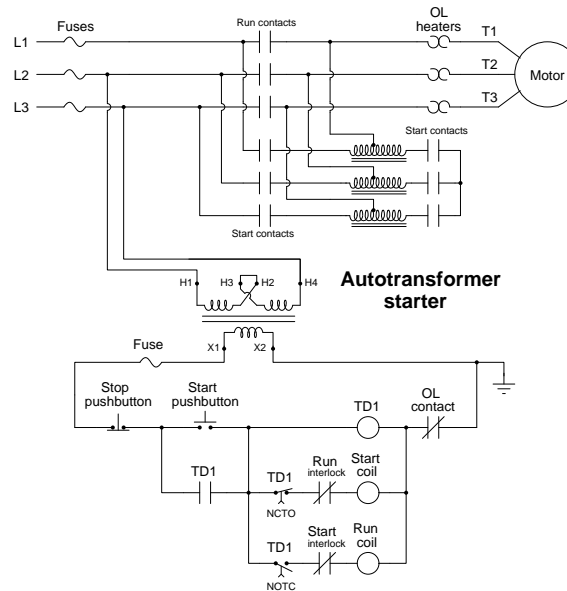 Run contacts
OL
heaters
Fuses
L1
T1
L2
T2
Motor
L3
T3
Start contacts
Start contacts
H1
H3
H2
H4
Autotransformer
starter
X1
X2
Fuse
Stop
pushbutton
Start
pushbutton
TD1
OL
contact
TD1
TD1
NCTO
Run
interlock
Start
coil
TD1
NOTC
Start
interlock
Run
coil